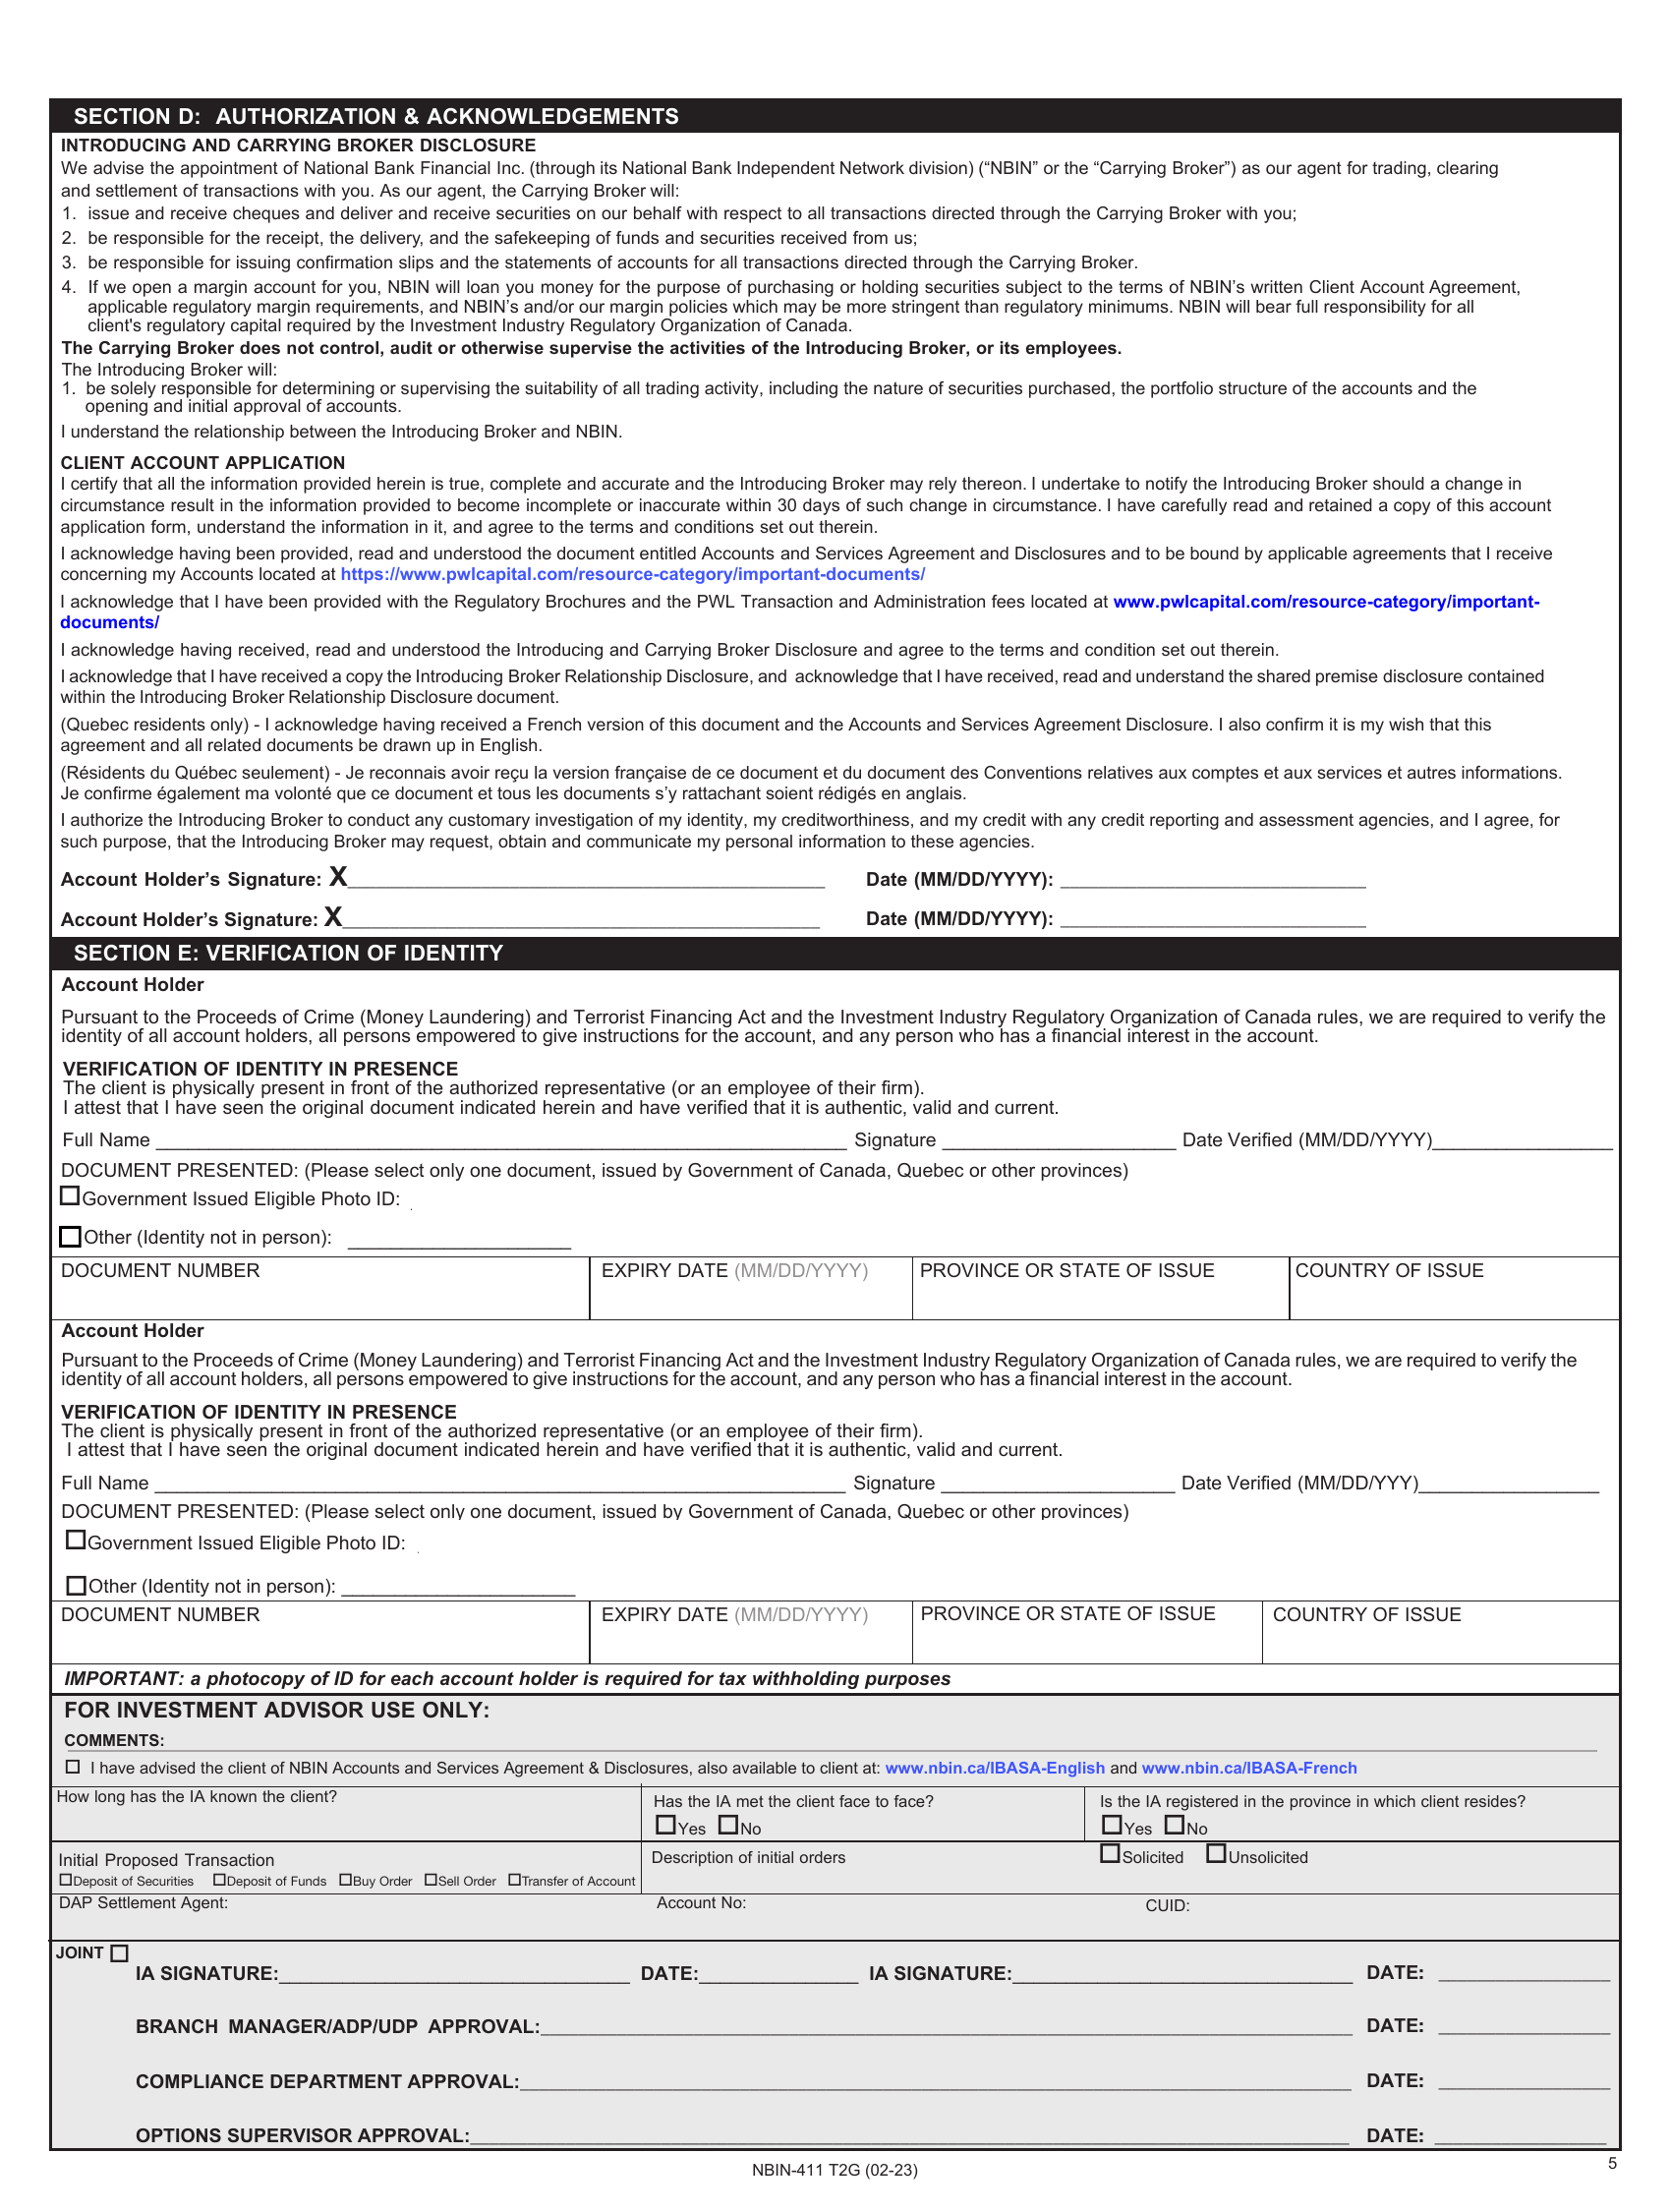 SECTION D:  AUTHORIZATION & ACKNOWLEDGEMENTS
INTRODUCING AND CARRYING BROKER DISCLOSURE
We advise the appointment of National Bank Financial Inc. (through its National Bank Independent Network division) (“NBIN” or the “Carrying Broker”) as our agent for trading, clearing
and settlement of transactions with you. As our agent, the Carrying Broker will:
1. issue and receive cheques and deliver and receive securities on our behalf with respect to all transactions directed through the Carrying Broker with you;
2. be responsible for the receipt, the delivery, and the safekeeping of funds and securities received from us;
3. be responsible for issuing confirmation slips and the statements of accounts for all transactions directed through the Carrying Broker.
4. If we open a margin account for you, NBIN will loan you money for the purpose of purchasing or holding securities subject to the terms of NBIN’s written Client Account Agreement,
applicable regulatory margin requirements, and NBIN’s and/or our margin policies which may be more stringent than regulatory minimums. NBIN will bear full responsibility for all
client's regulatory capital required by the Investment Industry Regulatory Organization of Canada.
The Carrying Broker does not control, audit or otherwise supervise the activities of the Introducing Broker, or its employees.
The Introducing Broker will:
1. be solely responsible for determining or supervising the suitability of all trading activity, including the nature of securities purchased, the portfolio structure of the accounts and the
opening and initial approval of accounts.
I understand the relationship between the Introducing Broker and NBIN.
CLIENT ACCOUNT APPLICATION
I certify that all the information provided herein is true, complete and accurate and the Introducing Broker may rely thereon. I undertake to notify the Introducing Broker should a change in
circumstance result in the information provided to become incomplete or inaccurate within 30 days of such change in circumstance. I have carefully read and retained a copy of this account
application form, understand the information in it, and agree to the terms and conditions set out therein.
I acknowledge having been provided, read and understood the document entitled Accounts and Services Agreement and Disclosures and to be bound by applicable agreements that I receive
concerning my Accounts located at https://www.pwlcapital.com/resource-category/important-documents/
I acknowledge that I have been provided with the Regulatory Brochures and the PWL Transaction and Administration fees located at www.pwlcapital.com/resource-category/important-
documents/
I acknowledge having received, read and understood the Introducing and Carrying Broker Disclosure and agree to the terms and condition set out therein.
I acknowledge that I have received a copy the Introducing Broker Relationship Disclosure, and acknowledge that I have received, read and understand the shared premise disclosure contained
within the Introducing Broker Relationship Disclosure document.
(Quebec residents only) - I acknowledge having received a French version of this document and the Accounts and Services Agreement Disclosure. I also confirm it is my wish that this
agreement and all related documents be drawn up in English.
(Résidents du Québec seulement) - Je reconnais avoir reçu la version française de ce document et du document des Conventions relatives aux comptes et aux services et autres informations.
Je confirme également ma volonté que ce document et tous les documents s’y rattachant soient rédigés en anglais.
I authorize the Introducing Broker to conduct any customary investigation of my identity, my creditworthiness, and my credit with any credit reporting and assessment agencies, and I agree, for
such purpose, that the Introducing Broker may request, obtain and communicate my personal information to these agencies.
Account Holder’s Signature: X Date (MM/DD/YYYY):
Account Holder’s Signature: X Date (MM/DD/YYYY):
SECTION E: VERIFICATION OF IDENTITY
Account Holder
Pursuant to the Proceeds of Crime (Money Laundering) and Terrorist Financing Act and the Investment Industry Regulatory Organization of Canada rules, we are required to verify the
identity of all account holders, all persons empowered to give instructions for the account, and any person who has a financial interest in the account.
VERIFICATION OF IDENTITY IN PRESENCE
The client is physically present in front of the authorized representative (or an employee of their firm).
I attest that I have seen the original document indicated herein and have verified that it is authentic, valid and current.
Full Name Signature Date Verified (MM/DD/YYYY)
DOCUMENT PRESENTED: (Please select only one document, issued by Government of Canada, Quebec or other provinces)
☐Government Issued Eligible Photo ID:
☐Other (Identity not in person):
DOCUMENT NUMBER EXPIRY DATE (MM/DD/YYYY) PROVINCE OR STATE OF ISSUE COUNTRY OF ISSUE
Account Holder
Pursuant to the Proceeds of Crime (Money Laundering) and Terrorist Financing Act and the Investment Industry Regulatory Organization of Canada rules, we are required to verify the
identity of all account holders, all persons empowered to give instructions for the account, and any person who has a financial interest in the account.
VERIFICATION OF IDENTITY IN PRESENCE
The client is physically present in front of the authorized representative (or an employee of their firm).
I attest that I have seen the original document indicated herein and have verified that it is authentic, valid and current.
Full Name Signature Date Verified (MM/DD/YYY)
DOCUMENT PRESENTED: (Please select only one document, issued by Government of Canada, Quebec or other provinces)
☐Government Issued Eligible Photo ID:
☐Other (Identity not in person):
DOCUMENT NUMBER EXPIRY DATE (MM/DD/YYYY) PROVINCE OR STATE OF ISSUE COUNTRY OF ISSUE
IMPORTANT: a photocopy of ID for each account holder is required for tax withholding purposes
FOR INVESTMENT ADVISOR USE ONLY:
COMMENTS:
☐ I have advised the client of NBIN Accounts and Services Agreement & Disclosures, also available to client at: www.nbin.ca/IBASA-English and www.nbin.ca/IBASA-French
How long has the IA known the client? Has the IA met the client face to face? Is the IA registered in the province in which client resides?
☐Yes ☐No ☐Yes ☐No
Initial Proposed Transaction Description of initial orders ☐Solicited ☐Unsolicited
☐Deposit of Securities ☐Deposit of Funds ☐Buy Order ☐Sell Order ☐Transfer of Account
DAP Settlement Agent: Account No: CUID:
JOINT ☐
IA SIGNATURE: DATE: IA SIGNATURE: DATE:
BRANCH MANAGER/ADP/UDP APPROVAL: DATE:
COMPLIANCE DEPARTMENT APPROVAL: DATE:
OPTIONS SUPERVISOR APPROVAL: DATE:
NBIN-411 T2G (02-23)
5